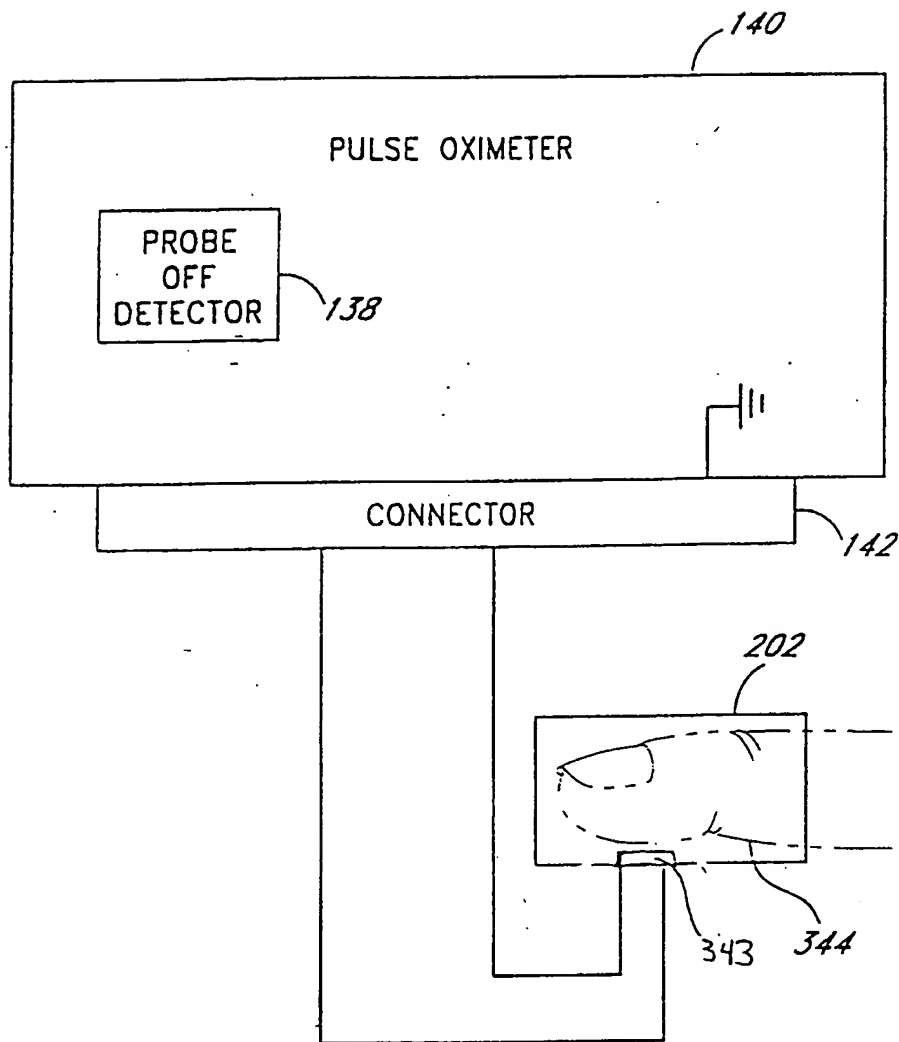 140
PULSE OXIMETER
PROBE
OFF
DETECTOR
138
CONNECTOR
142
202
343
344